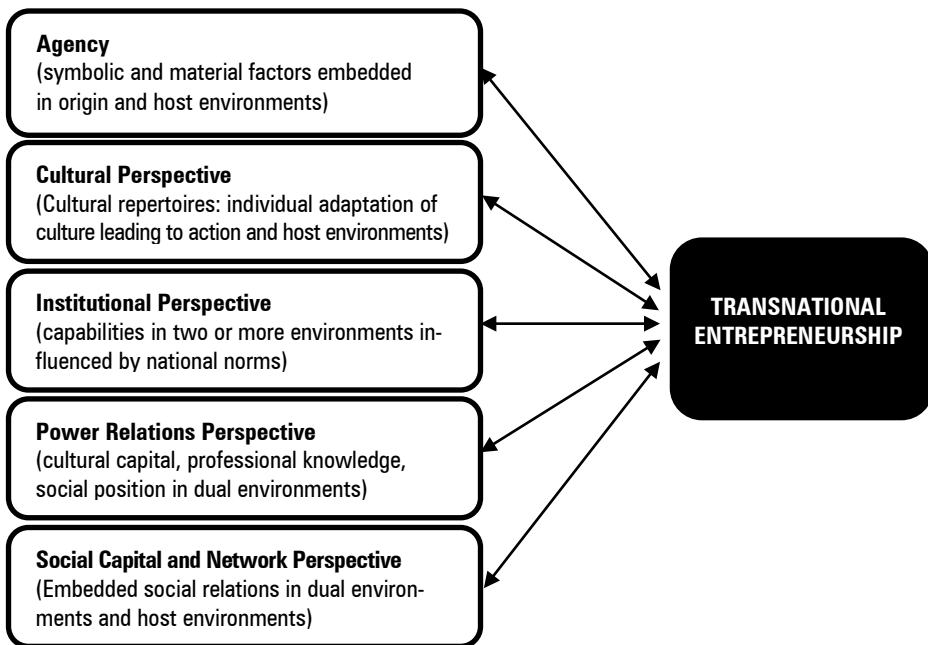 Agency
(symbolic and material factors embedded
in origin and host environments)
Cultural Perspective
(Cultural repertoires: individual adaptation of
culture leading to action and host environments)
Institutional Perspective
(capabilities in two or more environments in-
fluenced by national norms)
Power Relations Perspective
(cultural capital, professional knowledge,
social position in dual environments)
Social Capital and Network Perspective
(Embedded social relations in dual environ-
ments and host environments)
TRANSNATIONAL
ENTREPRENEURSHIP